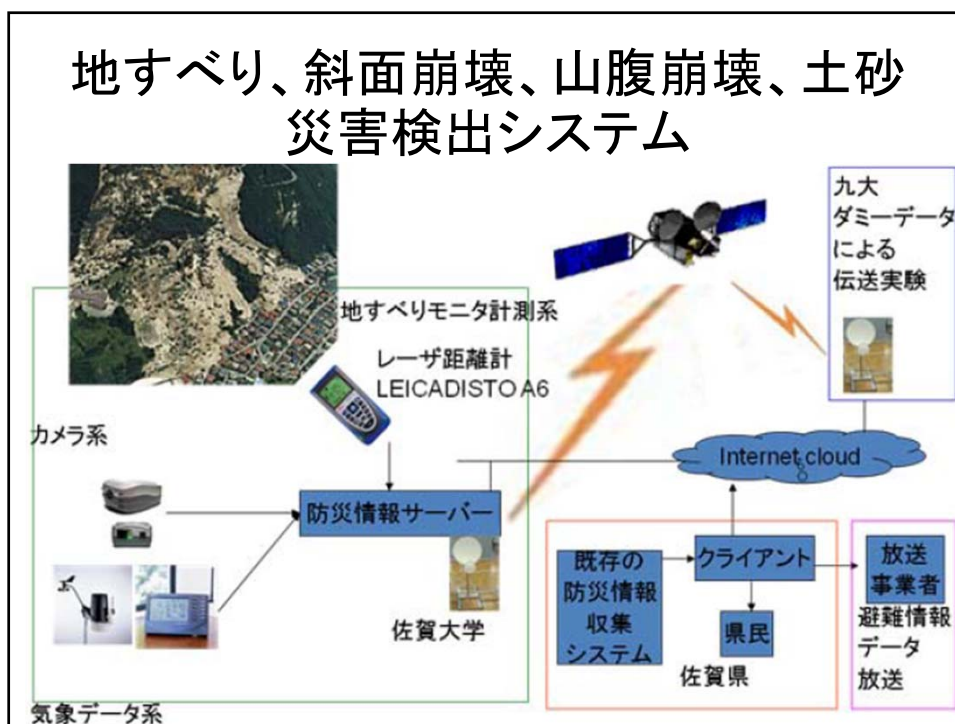 地すべり、斜面崩壊、山腹崩壊、土砂
災害検出システム
九大
ダミーデータ
による
伝送実験
地すべりモニタ計測系
レーザ距離計
LEICADISTO A6
カメラ系
Internet cloud
防災情報サーバー
佐賀大学
既存の
防災情報
収集
システム
クライアント
県民
佐賀県
放送
事業者
避難情報
データ
放送
気象データ系